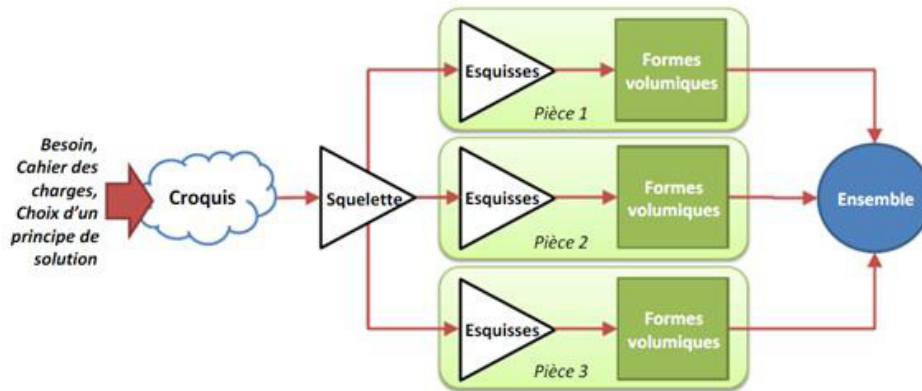 Besoin,
Cahier des
charges,
Choix d'un
principe de
solution
Croquis
Squelette
Esquisses
Formes
volumiques
Pièce 1
Esquisses
Formes
volumiques
Pièce 2
Esquisses
Formes
volumiques
Pièce 3
Ensemble